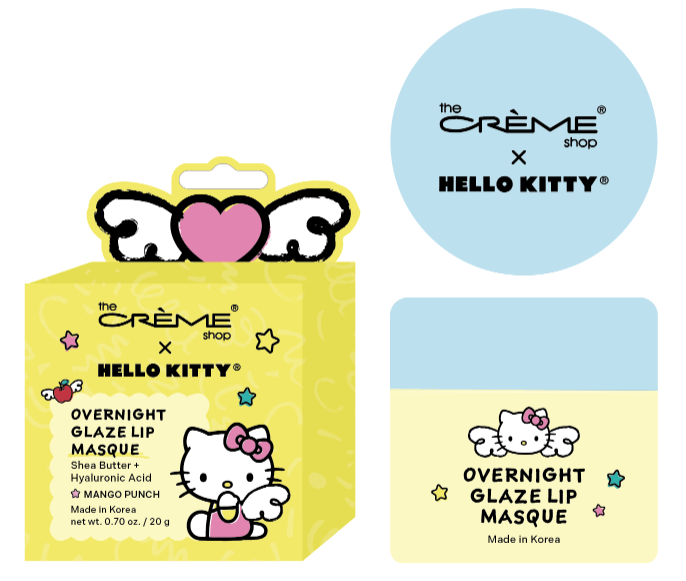 the
CRÈME®
shop
×
HELLO KITTY®
OVERNIGHT
GLAZE LIP
MASQUE
Shea Butter +
Hyaluronic Acid
MANGO PUNCH
Made in Korea
net wt. 0.70 oz. / 20 g
the
CRÈME®
shop
×
HELLO KITTY®
OVERNIGHT
GLAZE LIP
MASQUE
Made in Korea